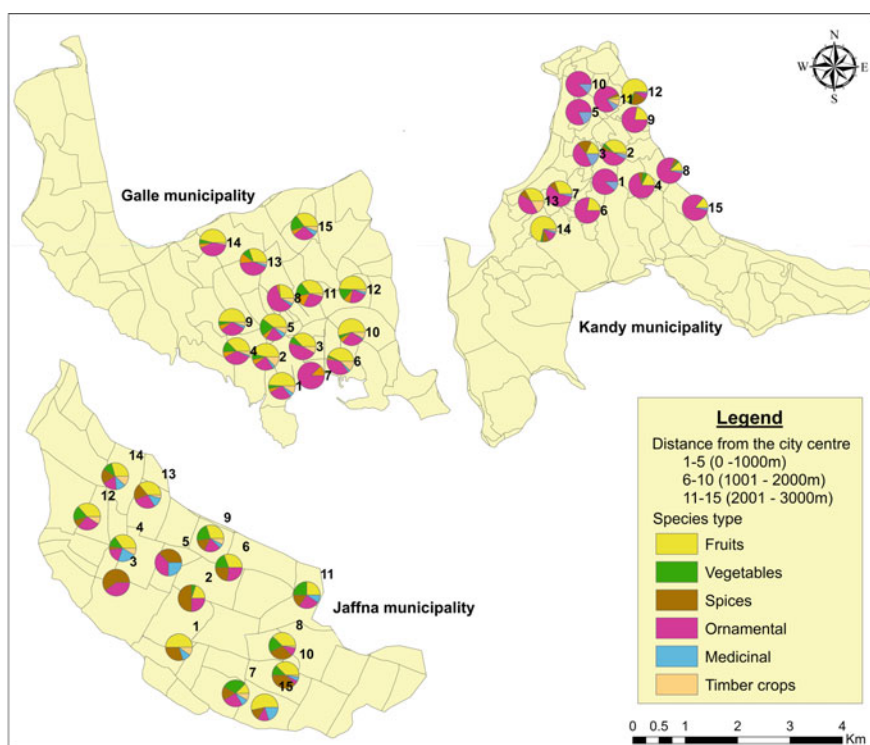 N
W E
S
10
12
11
5
9
3
2
8
1
4
7
13
6
15
14
Galle municipality
Kandy municipality
15
14
13
8
11
12
9
5
10
4
2
3
6
7
1
14
13
12
4
9
5
6
3
2
11
Jaffna municipality
1
8
10
7
15
Legend
Distance from the city centre
1-5 (0 -1000m)
6-10 (1001 - 2000m)
11-15 (2001 - 3000m)
Species type
Fruits
Vegetables
Spices
Ornamental
Medicinal
Timber crops
0 0.5 1 2 3 4
Km